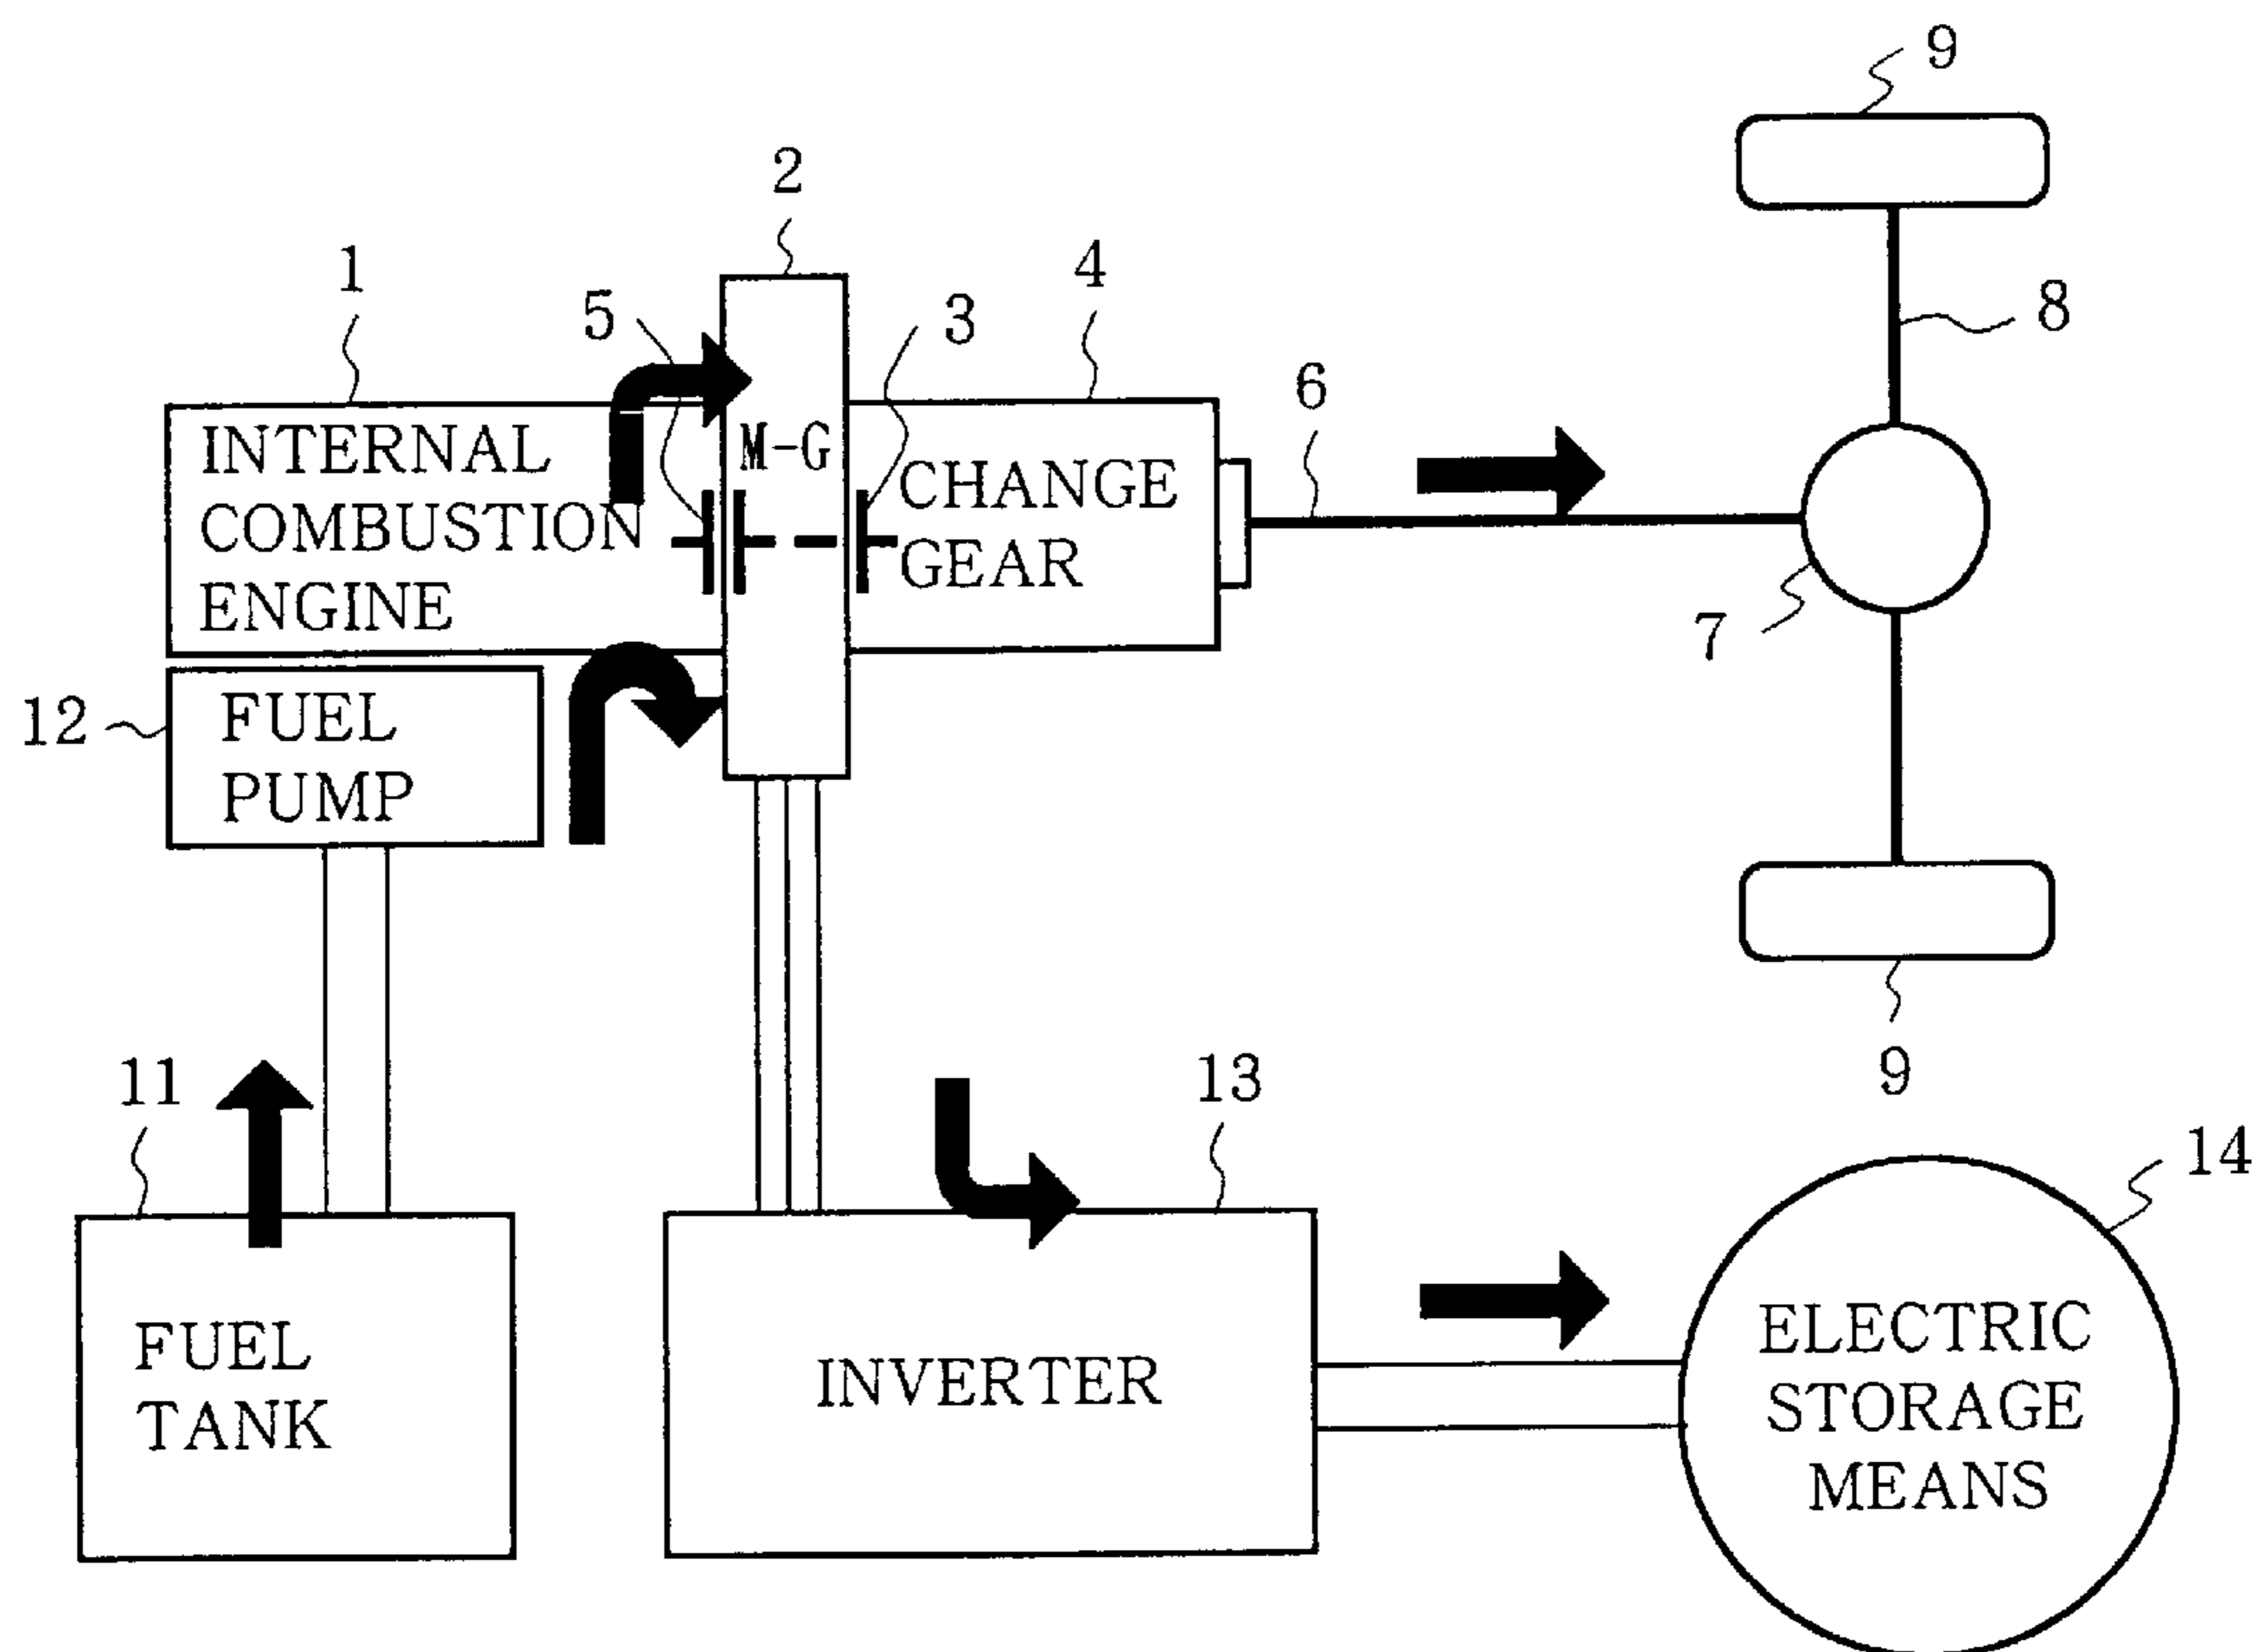 9
2
1
5
3
4
6
8
INTERNAL
COMBUSTION
ENGINE
M-G
CHANGE
GEAR
7
12
FUEL
PUMP
9
11
13
14
FUEL
TANK
INVERTER
ELECTRIC
STORAGE
MEANS